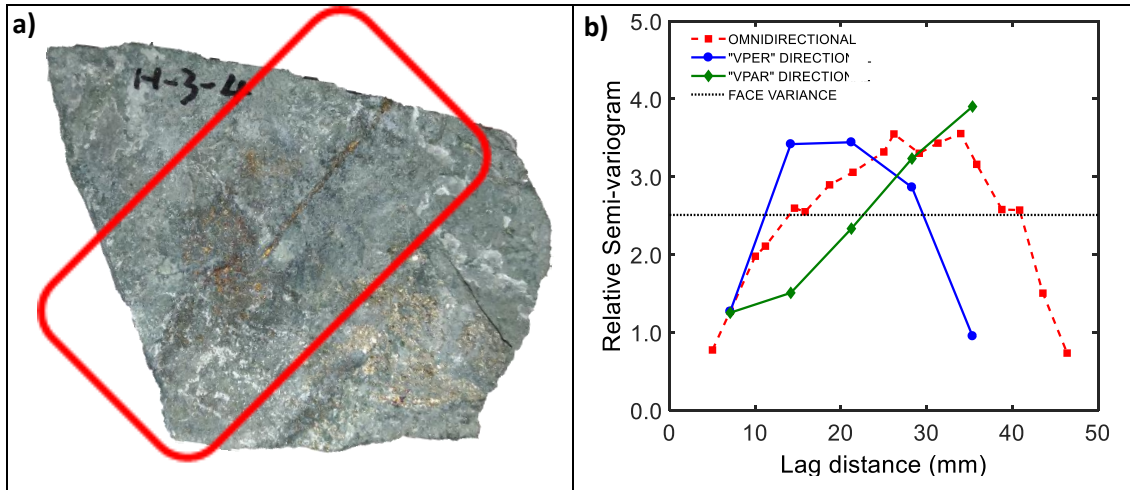 a)
H-3-4
b)
Relative Semi-variogram
5.0
4.0
3.0
2.0
1.0
0.0
OMNIDIRECTIONAL
"VPER" DIRECTION
"VPAR" DIRECTION
FACE VARIANCE
0 10 20 30 40 50
Lag distance (mm)